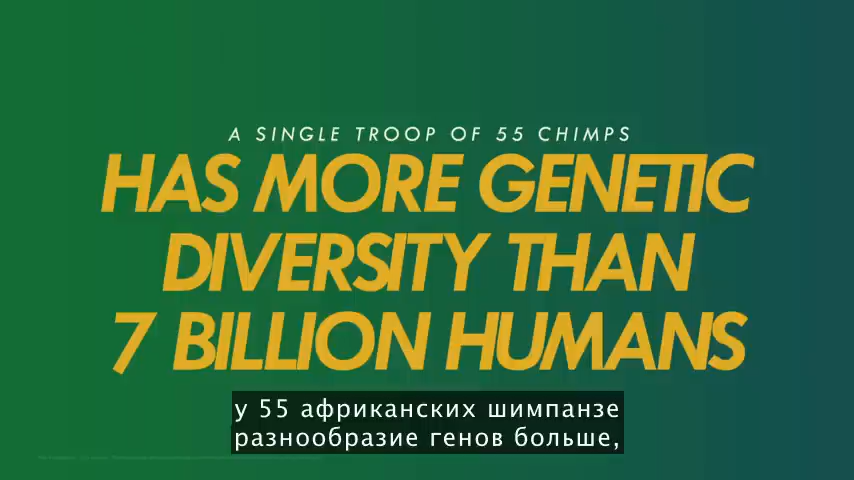 A SINGLE TROOP OF 55 CHIMPS
HAS MORE GENETIC
DIVERSITY THAN
7 BILLION HUMANS
у 55 африканских шимпанзе
разнообразие генов больше,